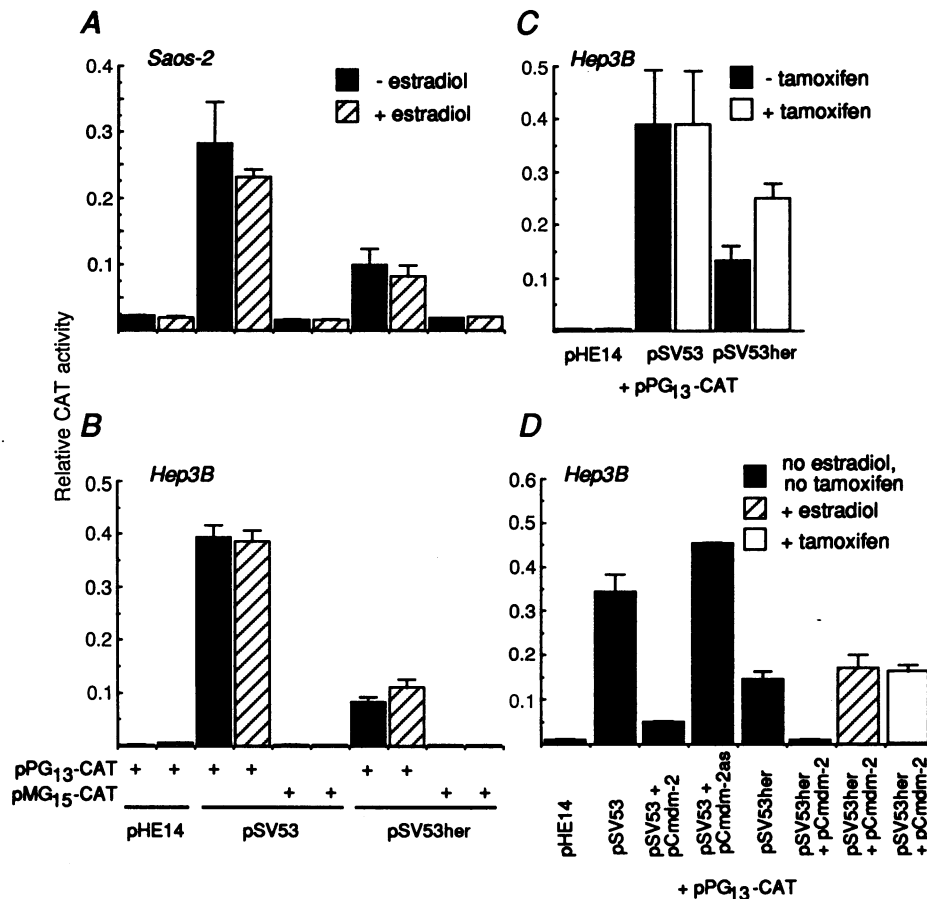 A
Saos-2
- estradiol
+ estradiol
0.4
0.3
0.2
0.1
Relative CAT activity
B
Hep3B
0.5
0.4
0.3
0.2
0.1
pPG13-CAT + + + + + +
pMG15-CAT + + + +
pHE14 pSV53 pSV53her
C
Hep3B
- tamoxifen
+ tamoxifen
0.5
0.4
0.3
0.2
0.1
pHE14 pSV53 pSV53her
+ pPG13-CAT
D
Hep3B
no estradiol,
no tamoxifen
+ estradiol
+ tamoxifen
0.6
0.5
0.4
0.3
0.2
0.1
pHE14
pSV53
pSV53 +
pCmdm-2
pSV53 +
pCmdm-2as
pSV53her
pSV53her
+ pCmdm-2
pSV53her
+ pCmdm-2
pSV53her
+ pCmdm-2
+ pPG13-CAT